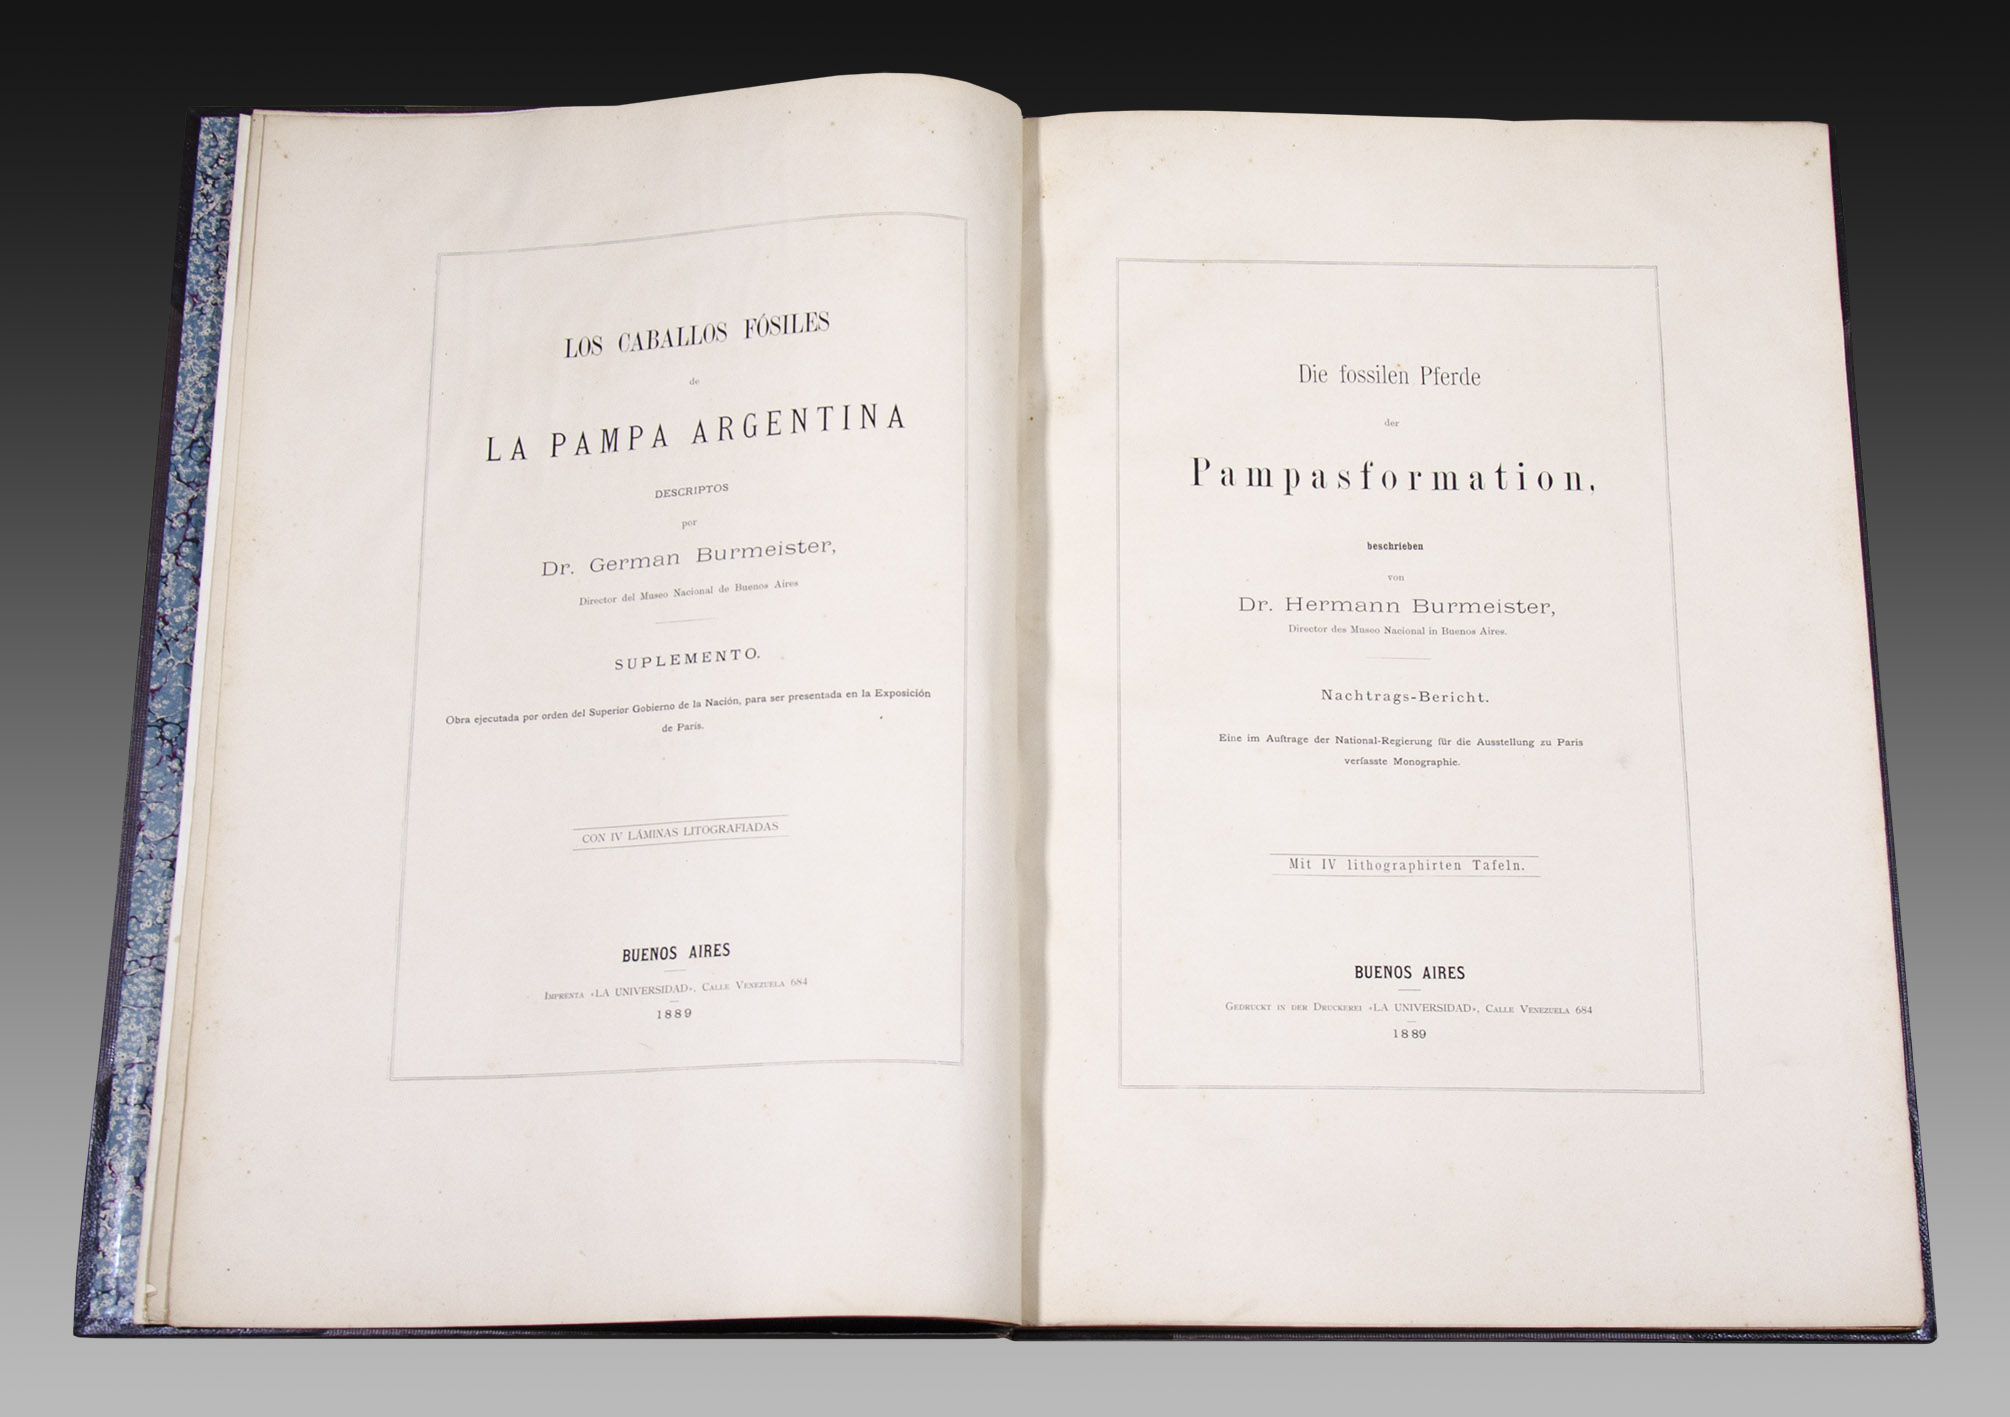 LOS CABALLOS FÓSILES
de
LA PAMPA ARGENTINA
DESCRIPTOS
por
Dr. German Burmeister,
Director del Museo Nacional de Buenos Aires
SUPLEMENTO.
Obra ejecutada por orden del Superior Gobierno de la Nación, para ser presentada en la Exposición
de París.
CON IV LÁMINAS LITOGRAFIADAS
BUENOS AIRES
Imprenta «LA UNIVERSIDAD», Calle Venezuela 684
1889
Die fossilen Pferde
der
Pampasformation,
beschrieben
von
Dr. Hermann Burmeister,
Director des Museo Nacional in Buenos Aires.
Nachtrags-Bericht.
Eine im Auftrage der National-Regierung für die Ausstellung zu Paris
verfasste Monographie.
Mit IV lithographirten Tafeln.
BUENOS AIRES
Gedruckt in der Druckerei «LA UNIVERSIDAD», Calle Venezuela 684
1889